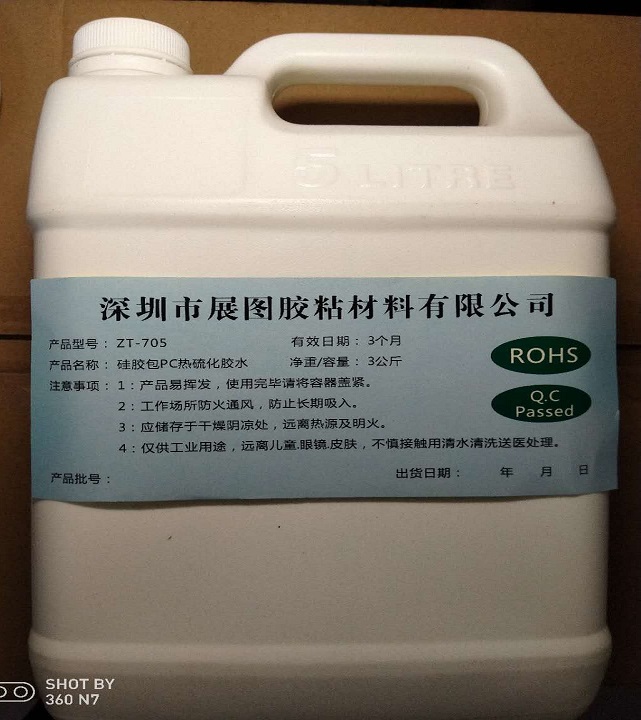 5 LITRE
深圳市展图胶粘材料有限公司
产品型号：ZT-705 有效日期：3个月
产品名称：硅胶包PC热硫化胶水 净重/容量：3公斤
ROHS
注意事项：1：产品易挥发，使用完毕请将容器盖紧。
2：工作场所防火通风，防止长期吸入。
Q.C
Passed
3：应储存于干燥阴凉处，远离热源及明火。
4：仅供工业用途，远离儿童.眼镜.皮肤，不慎接触用清水清洗送医处理。
产品批号： 出货日期： 年 月 日
SHOT BY
360 N7